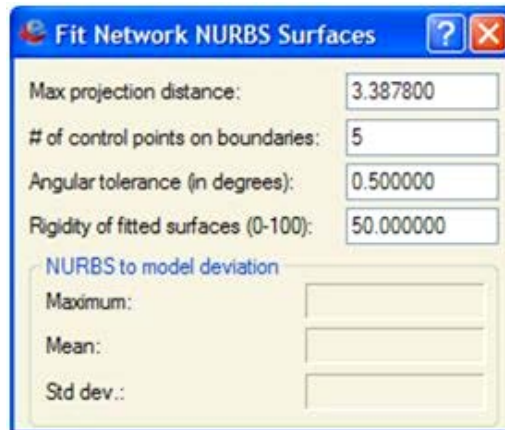 Fit Network NURBS Surfaces
Max projection distance: 3.387800
# of control points on boundaries: 5
Angular tolerance (in degrees): 0.500000
Rigidity of fitted surfaces (0-100): 50.000000
NURBS to model deviation
Maximum:
Mean:
Std dev.: